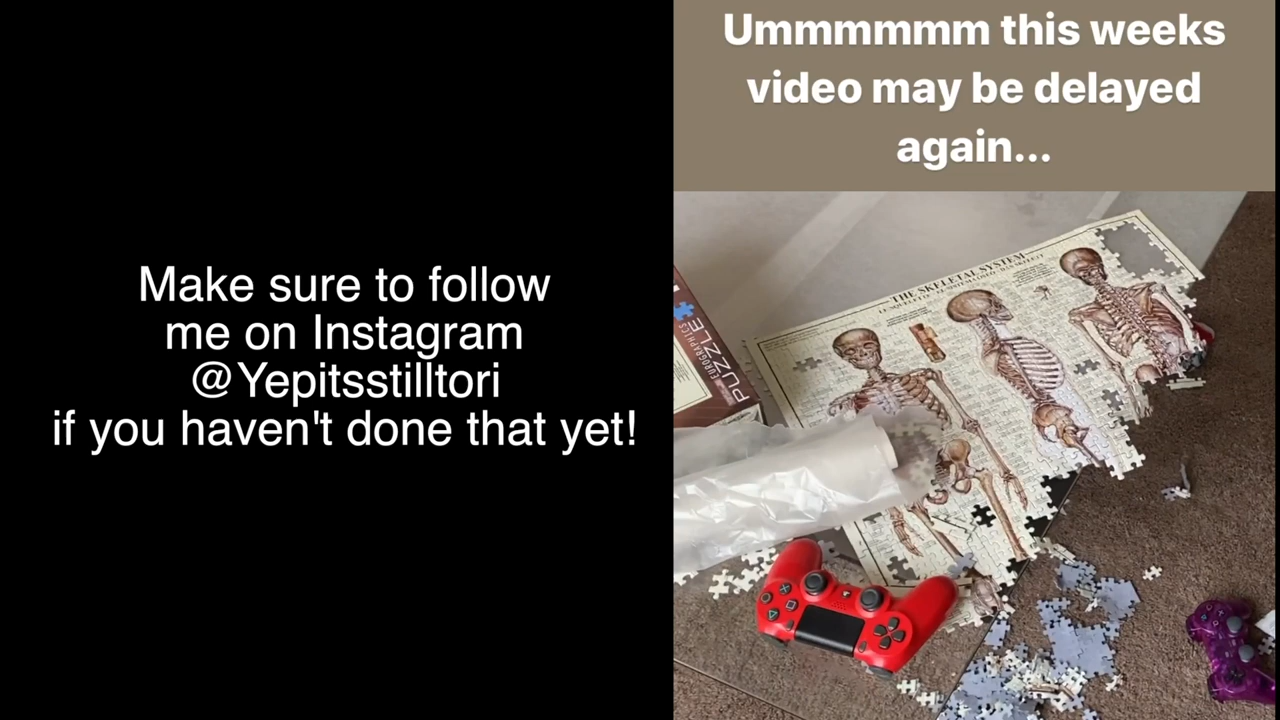 Make sure to follow
me on Instagram
@Yepitsstilltori
if you haven't done that yet!
Ummmmmm this weeks
video may be delayed
again...
THE SKELETAL SYSTEM
EUROGRAPHICS
PUZZLE